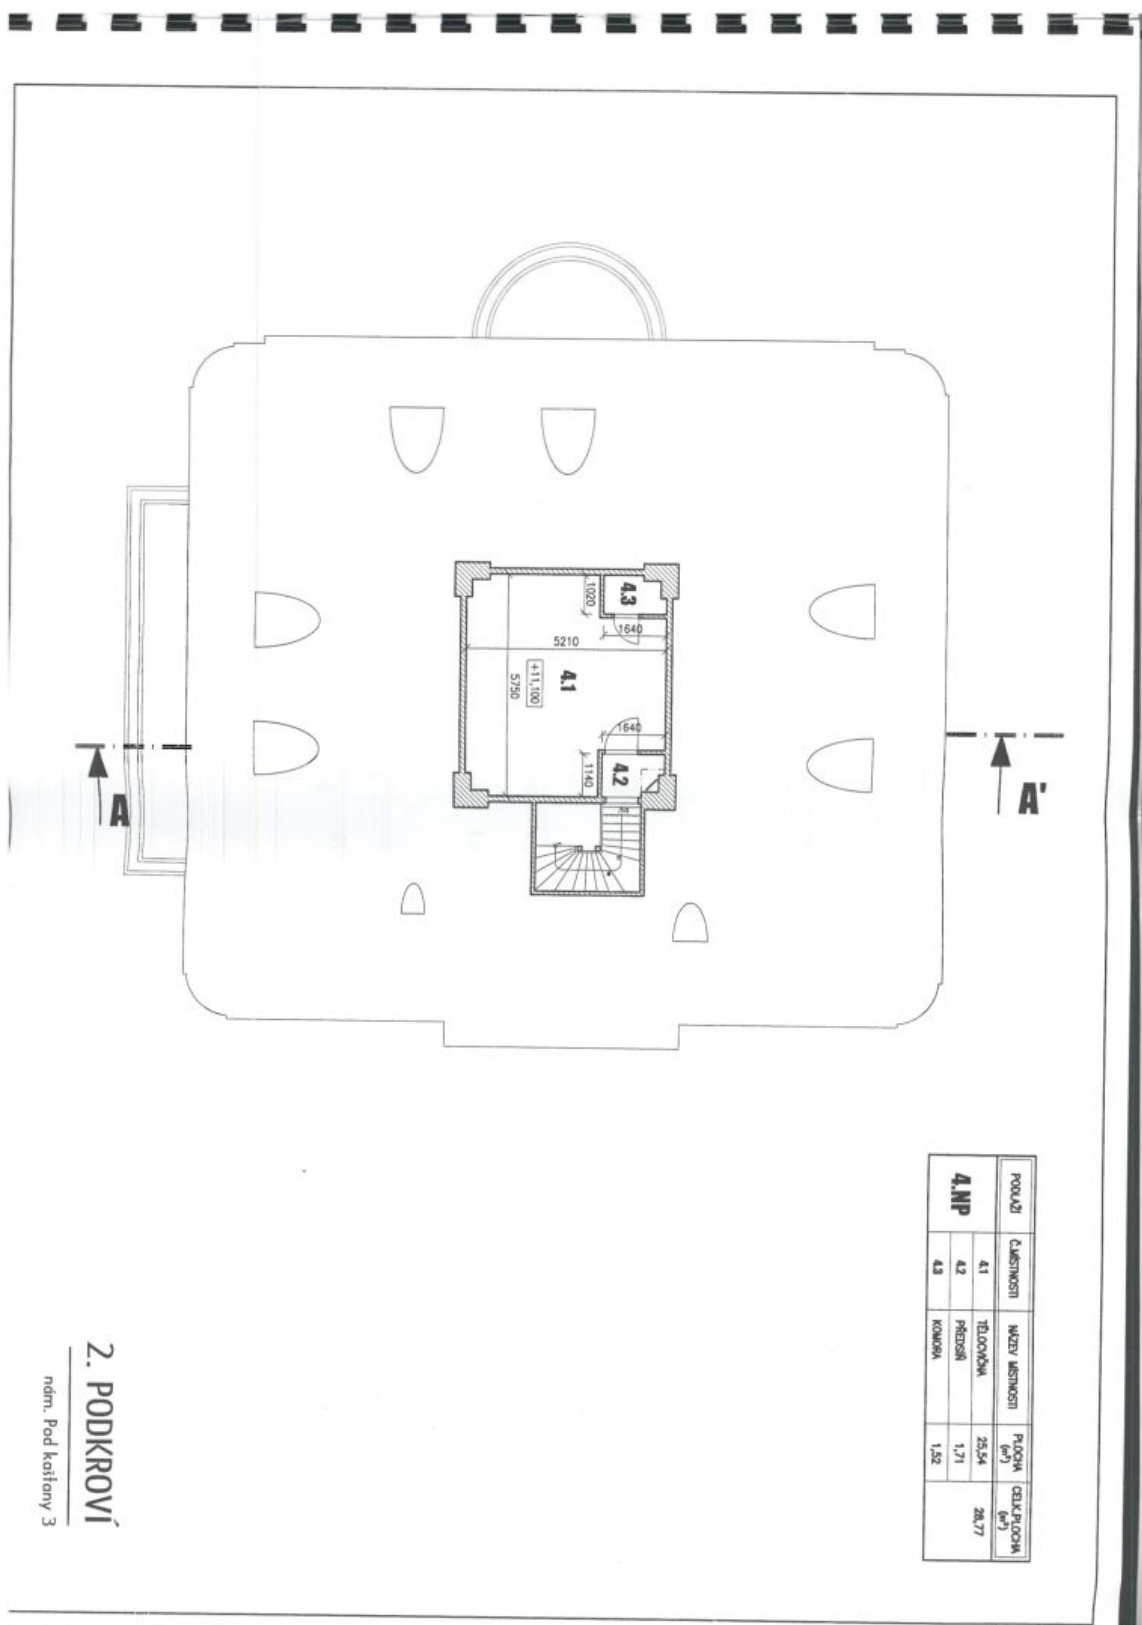 4.3
1020
1640
5210
4.1
+11,100
5750
1640
4.2
1140
A
A'
PODLAŽÍ Č.MÍSTNOSTI NÁZEV MÍSTNOSTI PLOCHA (m²) CELK.PLOCHA (m²)
4.NP 4.1 TĚLOCVIČNA 25,54 28,77
4.2 PŘEDSÍŇ 1,71
4.3 KOMORA 1,52
2. PODKROVÍ
nám. Pod kaštany 3